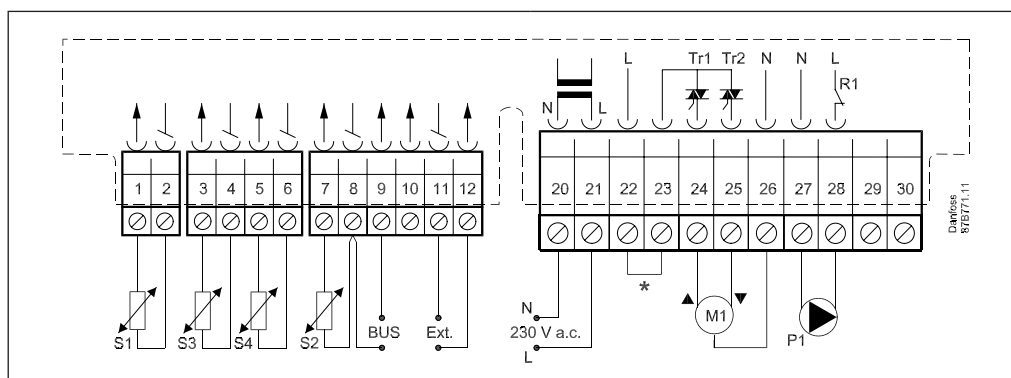 L Tr1 Tr2 N N L
R1
N L
1 2 3 4 5 6 7 8 9 10 11 12
20 21 22 23 24 25 26 27 28 29 30
Danfoss
87B771.11
*
N
M1
S1 S3 S4 S2 BUS Ext. 230 V a.c. P1
L